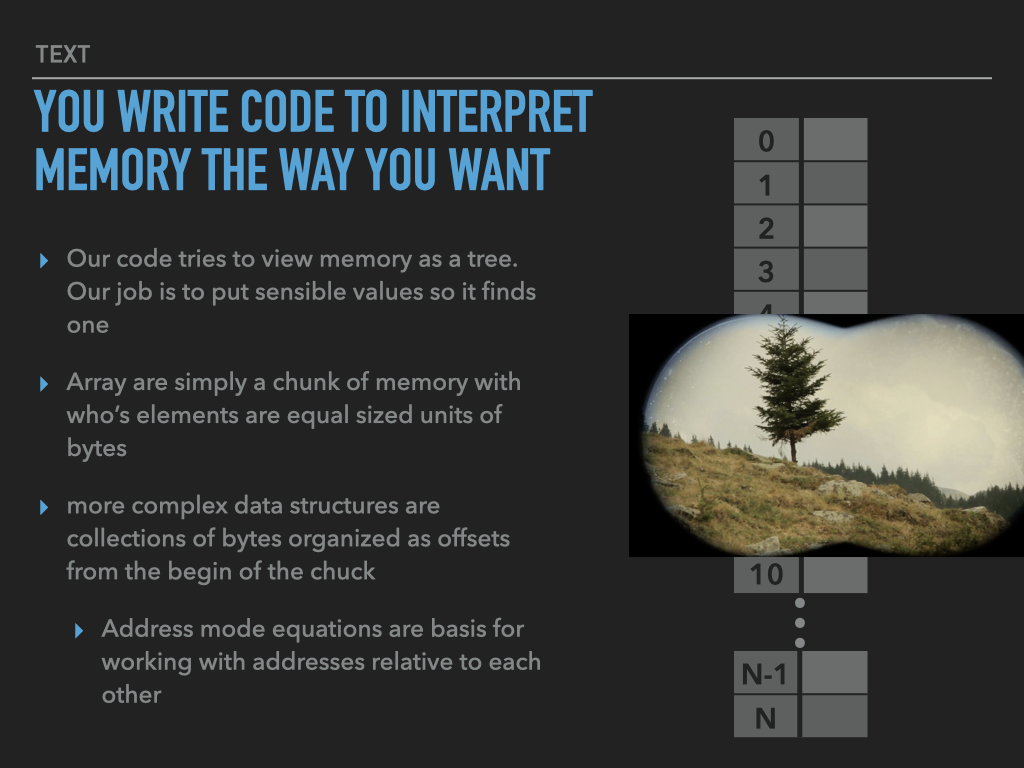 TEXT
YOU WRITE CODE TO INTERPRET
MEMORY THE WAY YOU WANT
Our code tries to view memory as a tree.
Our job is to put sensible values so it finds
one
Array are simply a chunk of memory with
who’s elements are equal sized units of
bytes
more complex data structures are
collections of bytes organized as offsets
from the begin of the chuck
Address mode equations are basis for
working with addresses relative to each
other
0
1
2
3
4
10
N-1
N